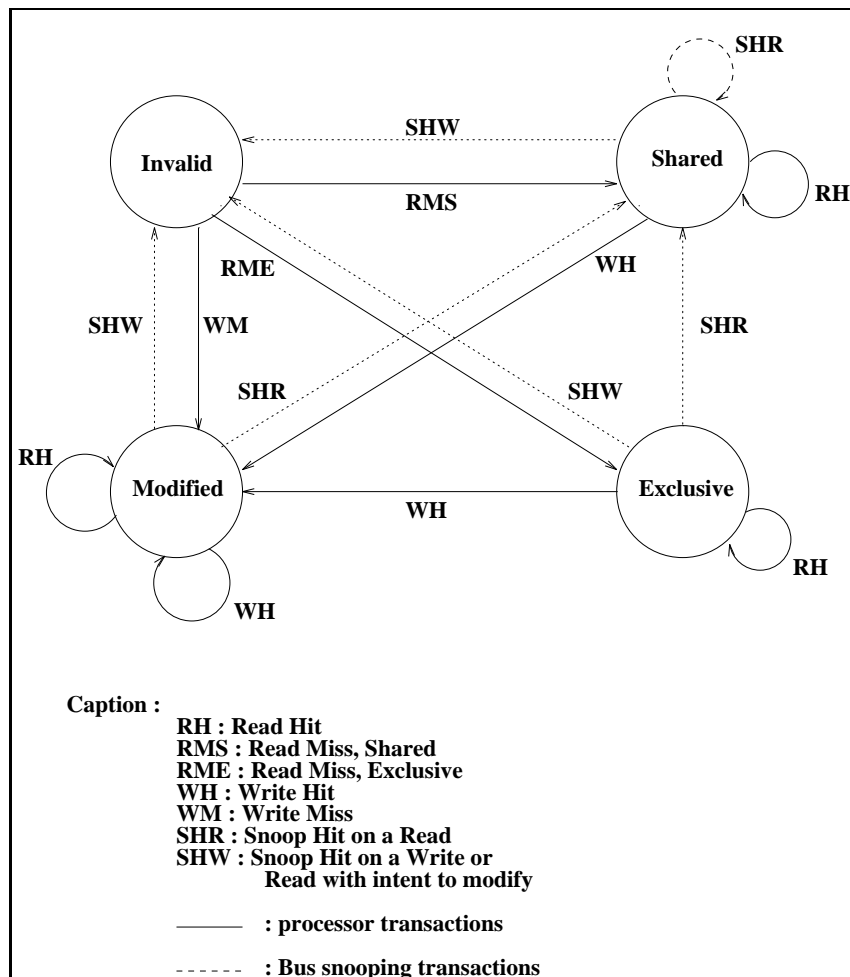 SHR
SHW
Invalid
Shared
RMS
RH
RME
WH
SHW
WM
SHR
SHR
SHW
RH
Modified
Exclusive
WH
RH
WH
Caption :
RH : Read Hit
RMS : Read Miss, Shared
RME : Read Miss, Exclusive
WH : Write Hit
WM : Write Miss
SHR : Snoop Hit on a Read
SHW : Snoop Hit on a Write or
Read with intent to modify
: processor transactions
: Bus snooping transactions